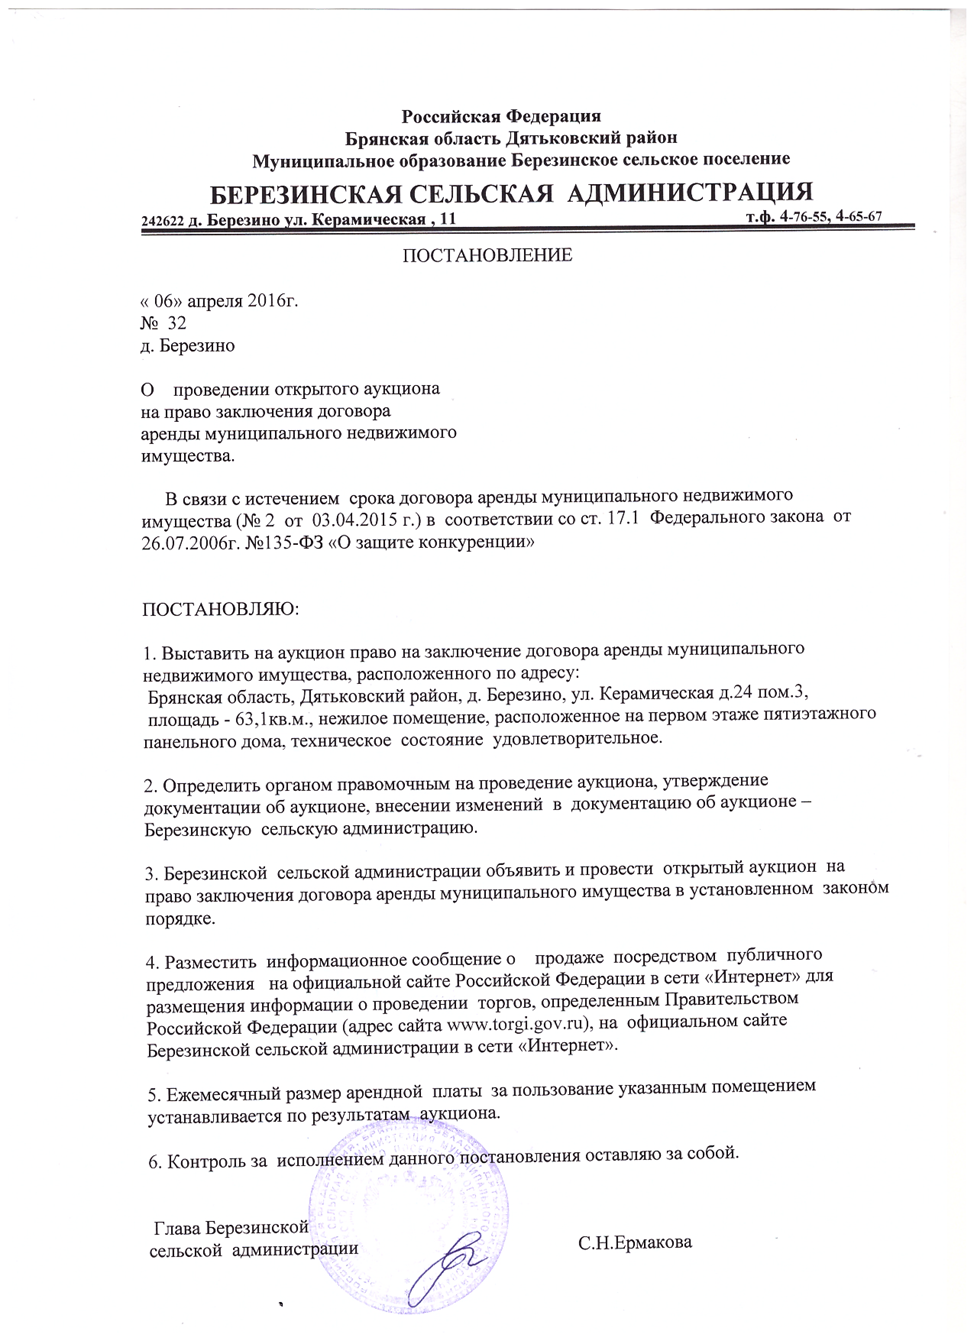 Российская Федерация
Брянская область Дятьковский район
Муниципальное образование Березинское сельское поселение
БЕРЕЗИНСКАЯ СЕЛЬСКАЯ АДМИНИСТРАЦИЯ
242622 д. Березино ул. Керамическая , 11 т.ф. 4-76-55, 4-65-67
ПОСТАНОВЛЕНИЕ
« 06» апреля 2016г.
№ 32
д. Березино
О проведении открытого аукциона
на право заключения договора
аренды муниципального недвижимого
имущества.
В связи с истечением срока договора аренды муниципального недвижимого
имущества (№ 2 от 03.04.2015 г.) в соответствии со ст. 17.1 Федерального закона от
26.07.2006г. №135-ФЗ «О защите конкуренции»
ПОСТАНОВЛЯЮ:
1. Выставить на аукцион право на заключение договора аренды муниципального
недвижимого имущества, расположенного по адресу:
Брянская область, Дятьковский район, д. Березино, ул. Керамическая д.24 пом.3,
площадь - 63,1кв.м., нежилое помещение, расположенное на первом этаже пятиэтажного
панельного дома, техническое состояние удовлетворительное.
2. Определить органом правомочным на проведение аукциона, утверждение
документации об аукционе, внесении изменений в документацию об аукционе –
Березинскую сельскую администрацию.
3. Березинской сельской администрации объявить и провести открытый аукцион на
право заключения договора аренды муниципального имущества в установленном законом
порядке.
4. Разместить информационное сообщение о продаже посредством публичного
предложения на официальной сайте Российской Федерации в сети «Интернет» для
размещения информации о проведении торгов, определенным Правительством
Российской Федерации (адрес сайта www.torgi.gov.ru), на официальном сайте
Березинской сельской администрации в сети «Интернет».
5. Ежемесячный размер арендной платы за пользование указанным помещением
устанавливается по результатам аукциона.
6. Контроль за исполнением данного постановления оставляю за собой.
Глава Березинской
сельской администрации С.Н.Ермакова